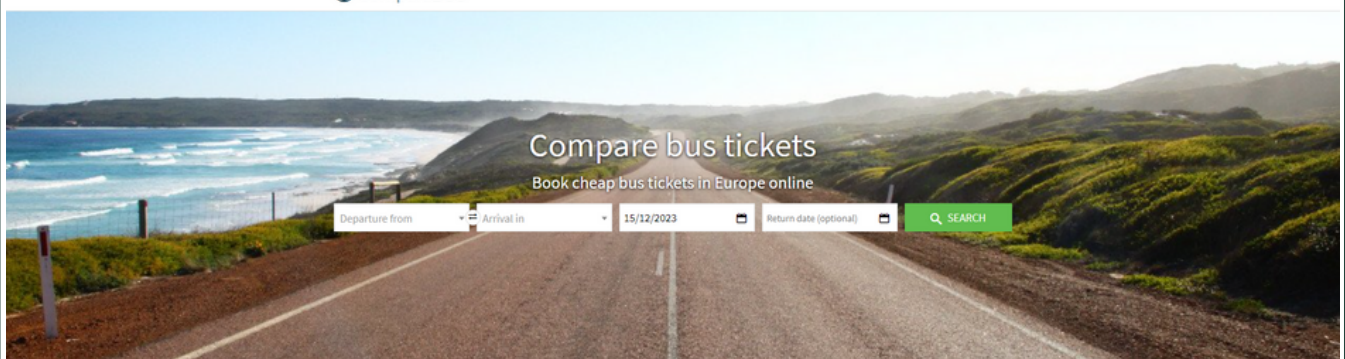 Compare bus tickets
Book cheap bus tickets in Europe online
Departure from Arrival in 15/12/2023 Return date (optional) SEARCH